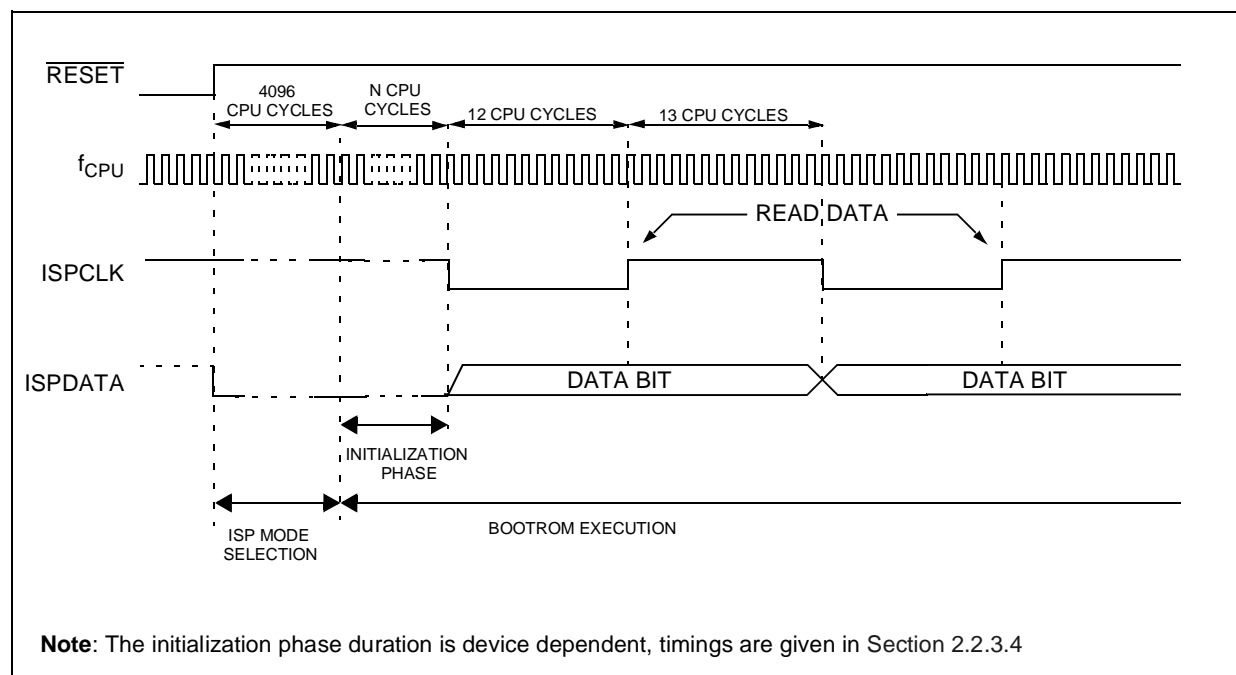 RESET
4096
CPU CYCLES
N CPU
CYCLES
12 CPU CYCLES
13 CPU CYCLES
fCPU
READ DATA
ISPCLK
ISPDATA
DATA BIT
DATA BIT
INITIALIZATION
PHASE
ISP MODE
SELECTION
BOOTROM EXECUTION
Note: The initialization phase duration is device dependent, timings are given in Section 2.2.3.4